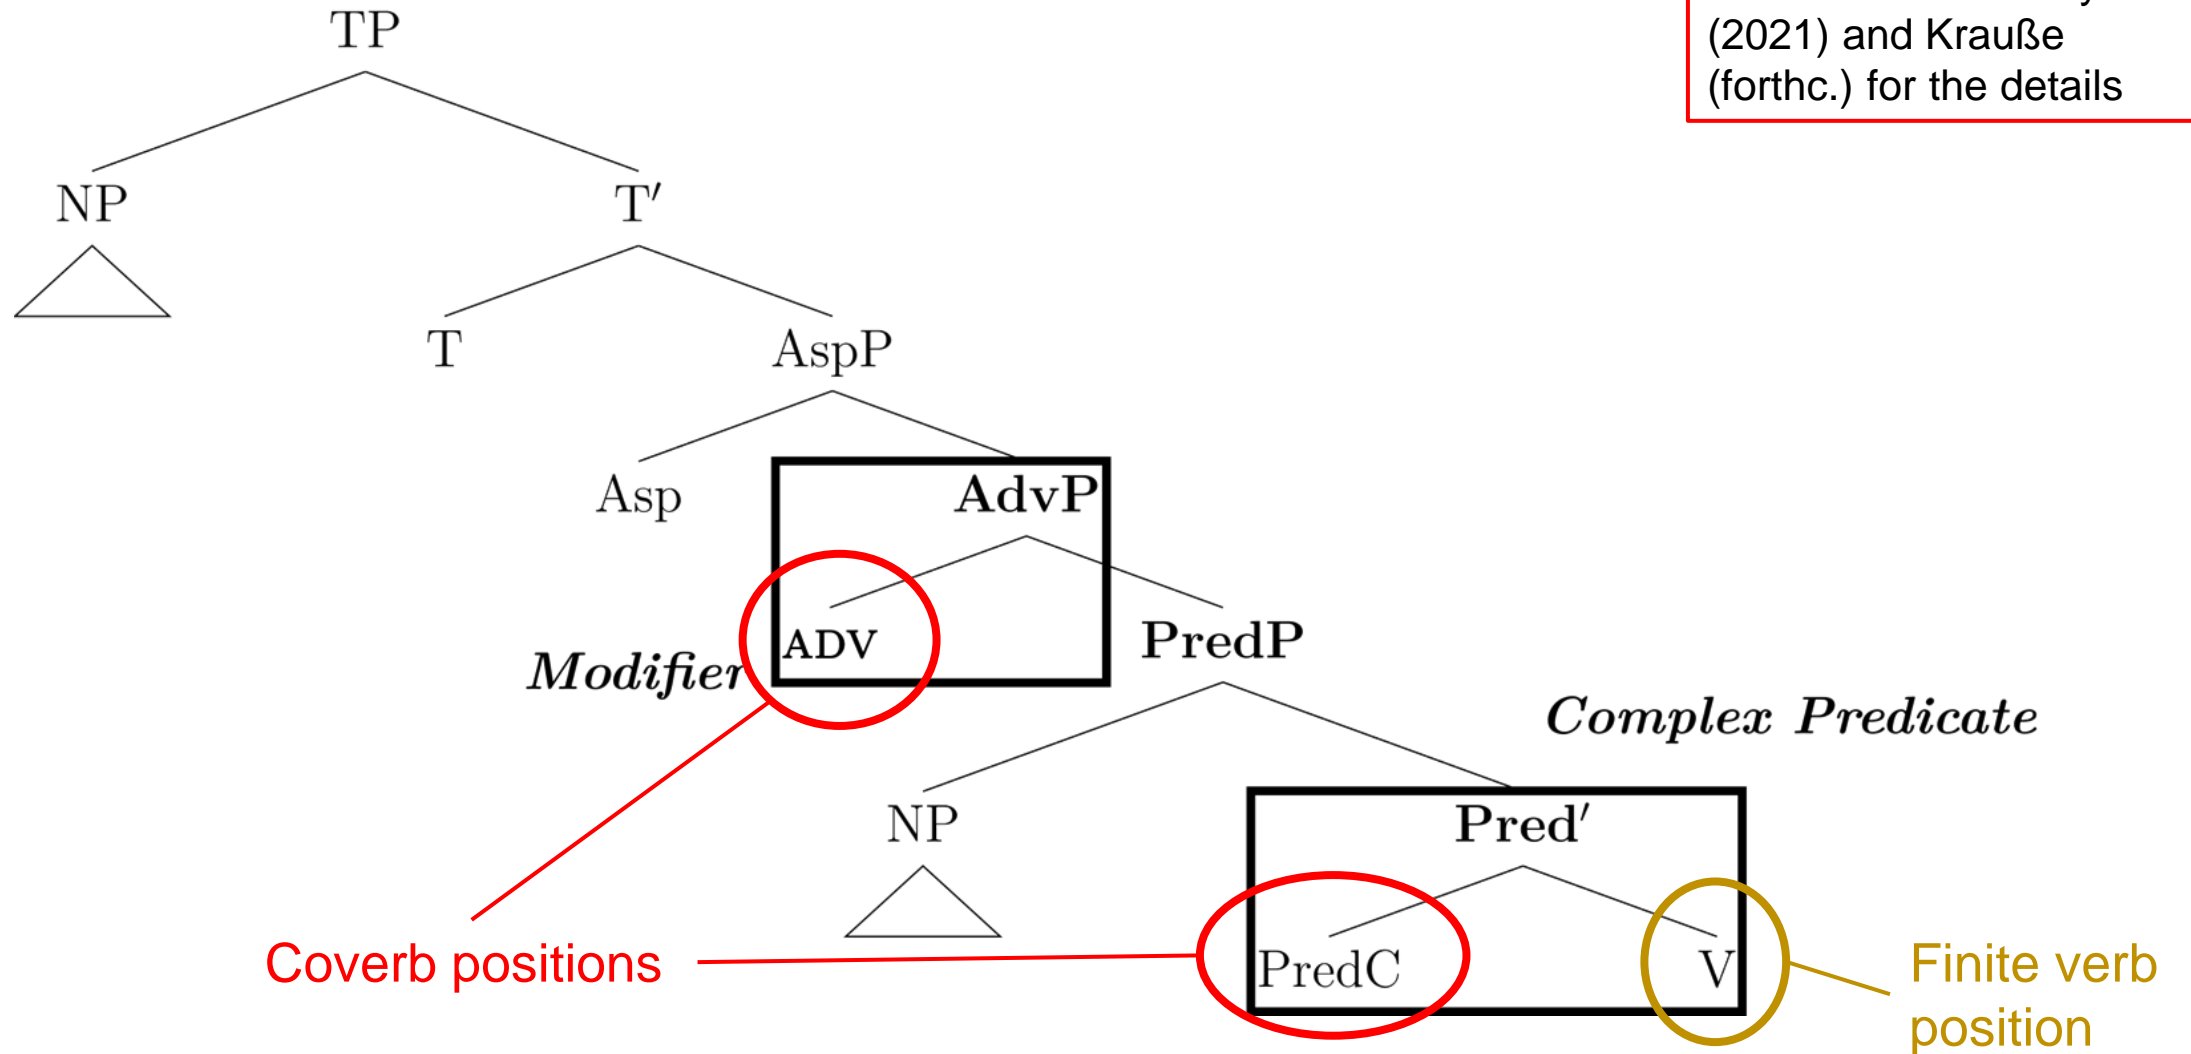 (2021) and Krauße
(forthc.) for the details
TP
NP
T′
T
AspP
Asp
AdvP
ADV
PredP
Modifier
Complex Predicate
NP
Pred′
PredC
V
Coverb positions
Finite verb
position